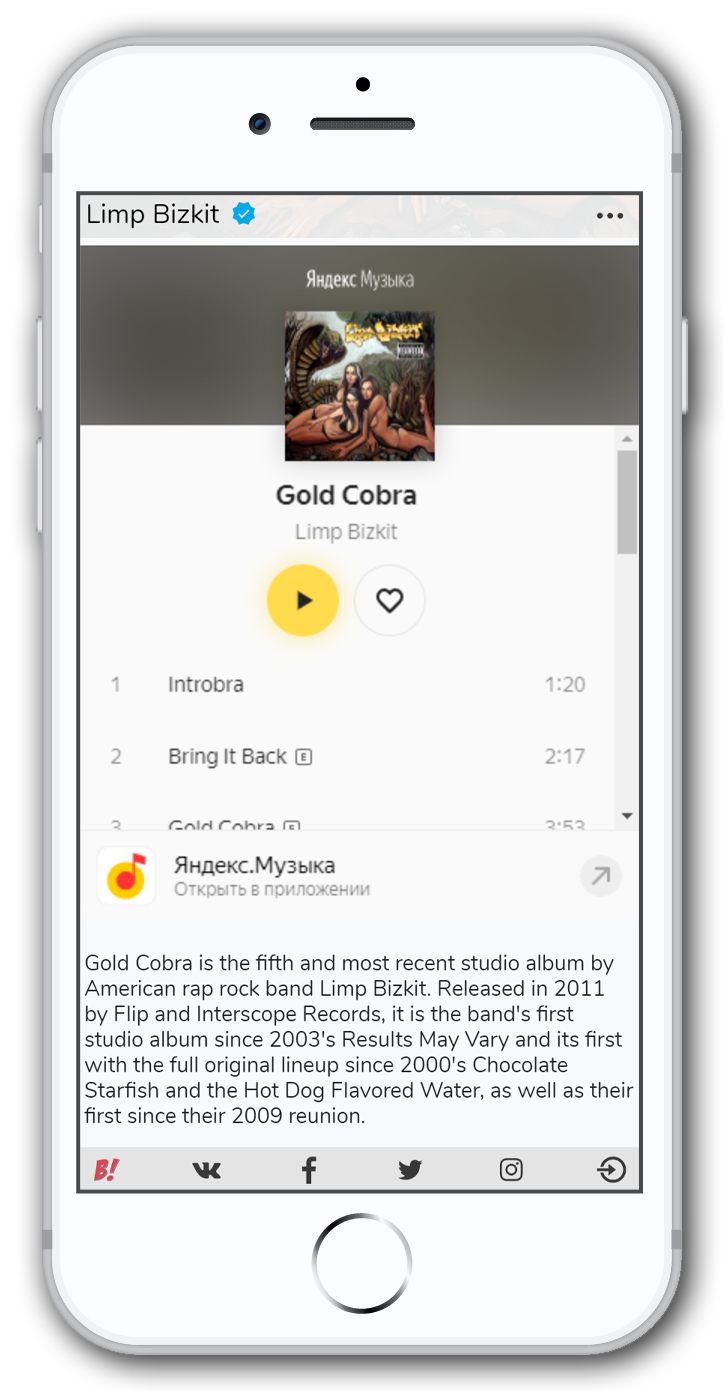 Limp Bizkit
Яндекс Музыка
Limp Bizkit
Gold Cobra
Limp Bizkit
1 Introbra 1:20
2 Bring It Back E 2:17
3 Gold Cobra E 3:53
Яндекс.Музыка
Открыть в приложении
Gold Cobra is the fifth and most recent studio album by
American rap rock band Limp Bizkit. Released in 2011
by Flip and Interscope Records, it is the band's first
studio album since 2003's Results May Vary and its first
with the full original lineup since 2000's Chocolate
Starfish and the Hot Dog Flavored Water, as well as their
first since their 2009 reunion.
B!